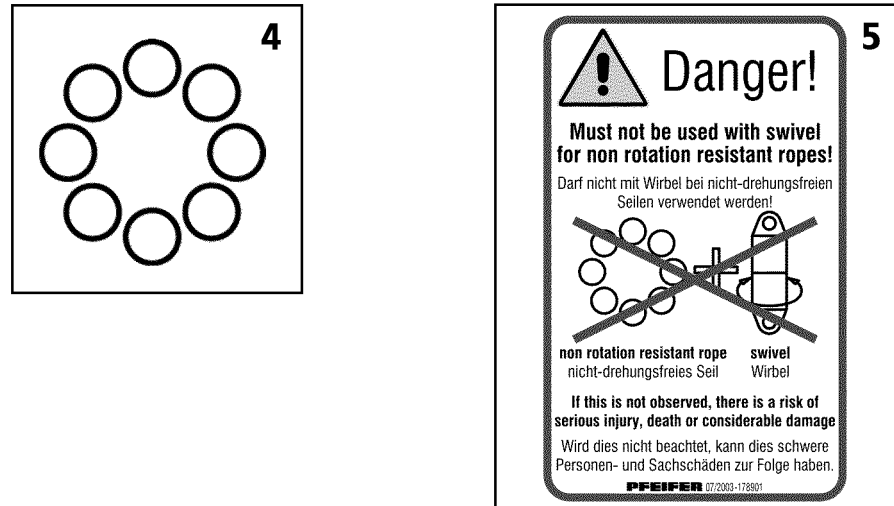 4
5
Danger!
Must not be used with swivel
for non rotation resistant ropes!
Darf nicht mit Wirbel bei nicht-drehungsfreien
Seilen verwendet werden!
non rotation resistant rope swivel
nicht-drehungsfreies Seil Wirbel
If this is not observed, there is a risk of
serious injury, death or considerable damage
Wird dies nicht beachtet, kann dies schwere
Personen- und Sachschäden zur Folge haben.
PFEIFER 07/2003-178901